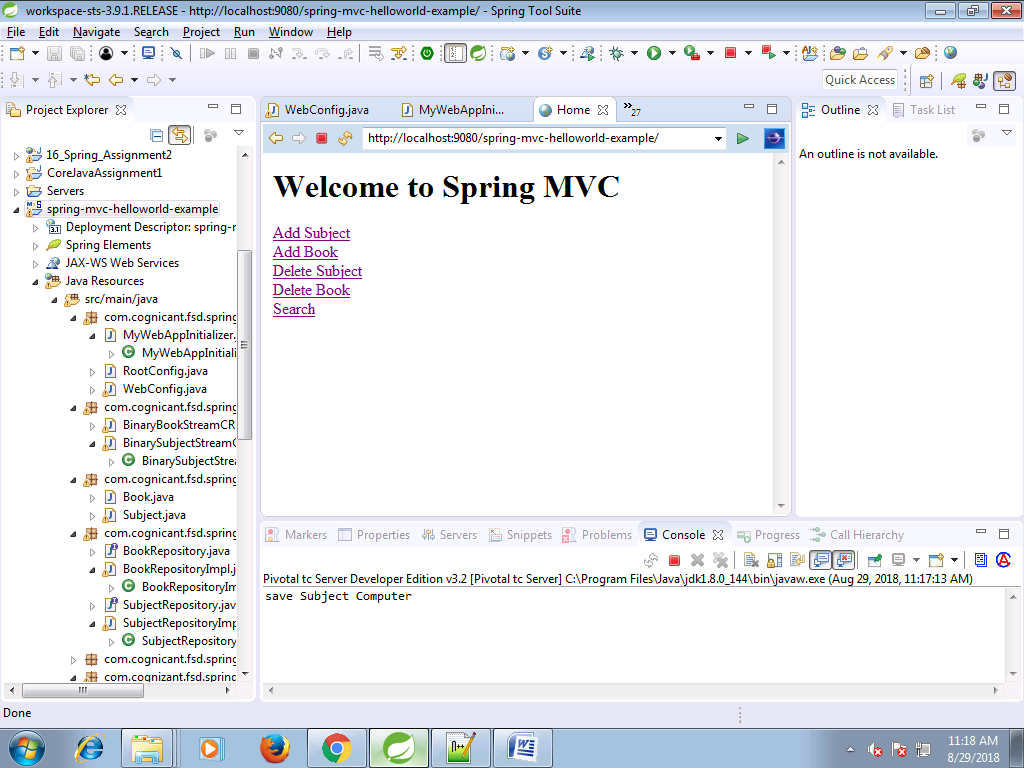 workspace-sts-3.9.1.RELEASE - http://localhost:9080/spring-mvc-helloworld-example/ - Spring Tool Suite
File Edit Navigate Search Project Run Window Help
Quick Access
Project Explorer
16_Spring_Assignment2
CoreJavaAssignment1
Servers
spring-mvc-helloworld-example
Deployment Descriptor: spring-r
Spring Elements
JAX-WS Web Services
Java Resources
src/main/java
com.cognicant.fsd.spring
MyWebAppInitializer.
MyWebAppInitiali
RootConfig.java
WebConfig.java
com.cognicant.fsd.spring
BinaryBookStreamCR
BinarySubjectStreamC
BinarySubjectStrea
com.cognicant.fsd.spring
Book.java
Subject.java
com.cognicant.fsd.spring
BookRepository.java
BookRepositoryImpl.j
BookRepositoryIm
SubjectRepository.jav
SubjectRepositoryImp
SubjectRepository
com.cognicant.fsd.spring
com.cognizant.fsd.spring
WebConfig.java MyWebAppIni... Home »27
http://localhost:9080/spring-mvc-helloworld-example/
Welcome to Spring MVC
Add Subject
Add Book
Delete Subject
Delete Book
Search
Outline Task List
An outline is not available.
Markers Properties Servers Snippets Problems Console Progress Call Hierarchy
Pivotal tc Server Developer Edition v3.2 [Pivotal tc Server] C:\Program Files\Java\jdk1.8.0_144\bin\javaw.exe (Aug 29, 2018, 11:17:13 AM)
save Subject Computer
Done
11:18 AM
8/29/2018